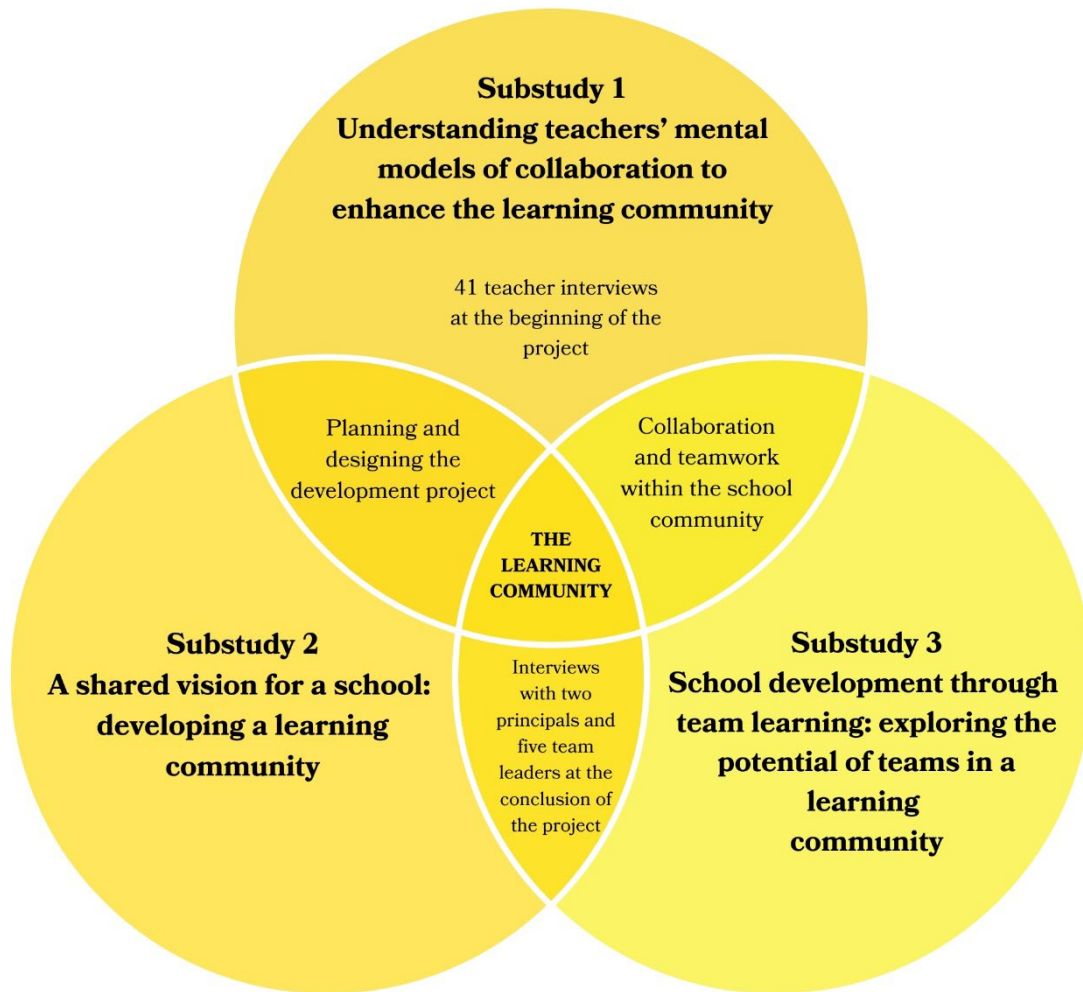 Substudy 1
Understanding teachers’ mental
models of collaboration to
enhance the learning community
41 teacher interviews
at the beginning of the
project
Planning and
designing the
development project
Collaboration
and teamwork
within the school
community
THE
LEARNING
COMMUNITY
Substudy 2
A shared vision for a school:
developing a learning
community
Interviews
with two
principals and
five team
leaders at the
conclusion of
the project
Substudy 3
School development through
team learning: exploring the
potential of teams in a
learning
community